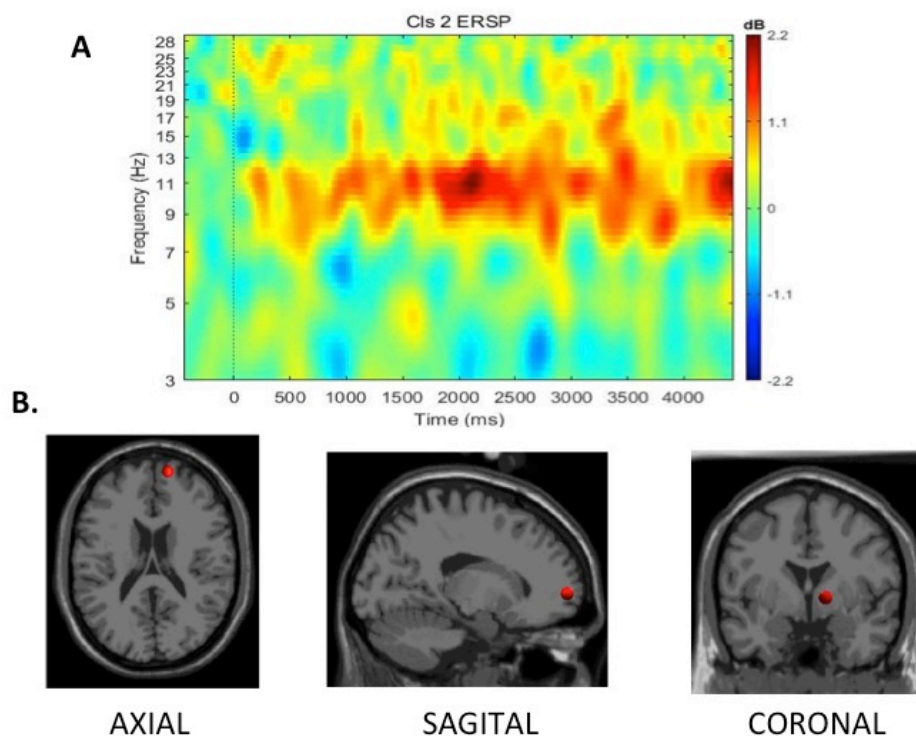 A
Cls 2 ERSP
dB
28
25
23
21
19
17
15
13
11
9
7
5
3
Frequency (Hz)
0 500 1000 1500 2000 2500 3000 3500 4000
Time (ms)
2.2
1.1
0
-1.1
-2.2
B.
AXIAL SAGITAL CORONAL